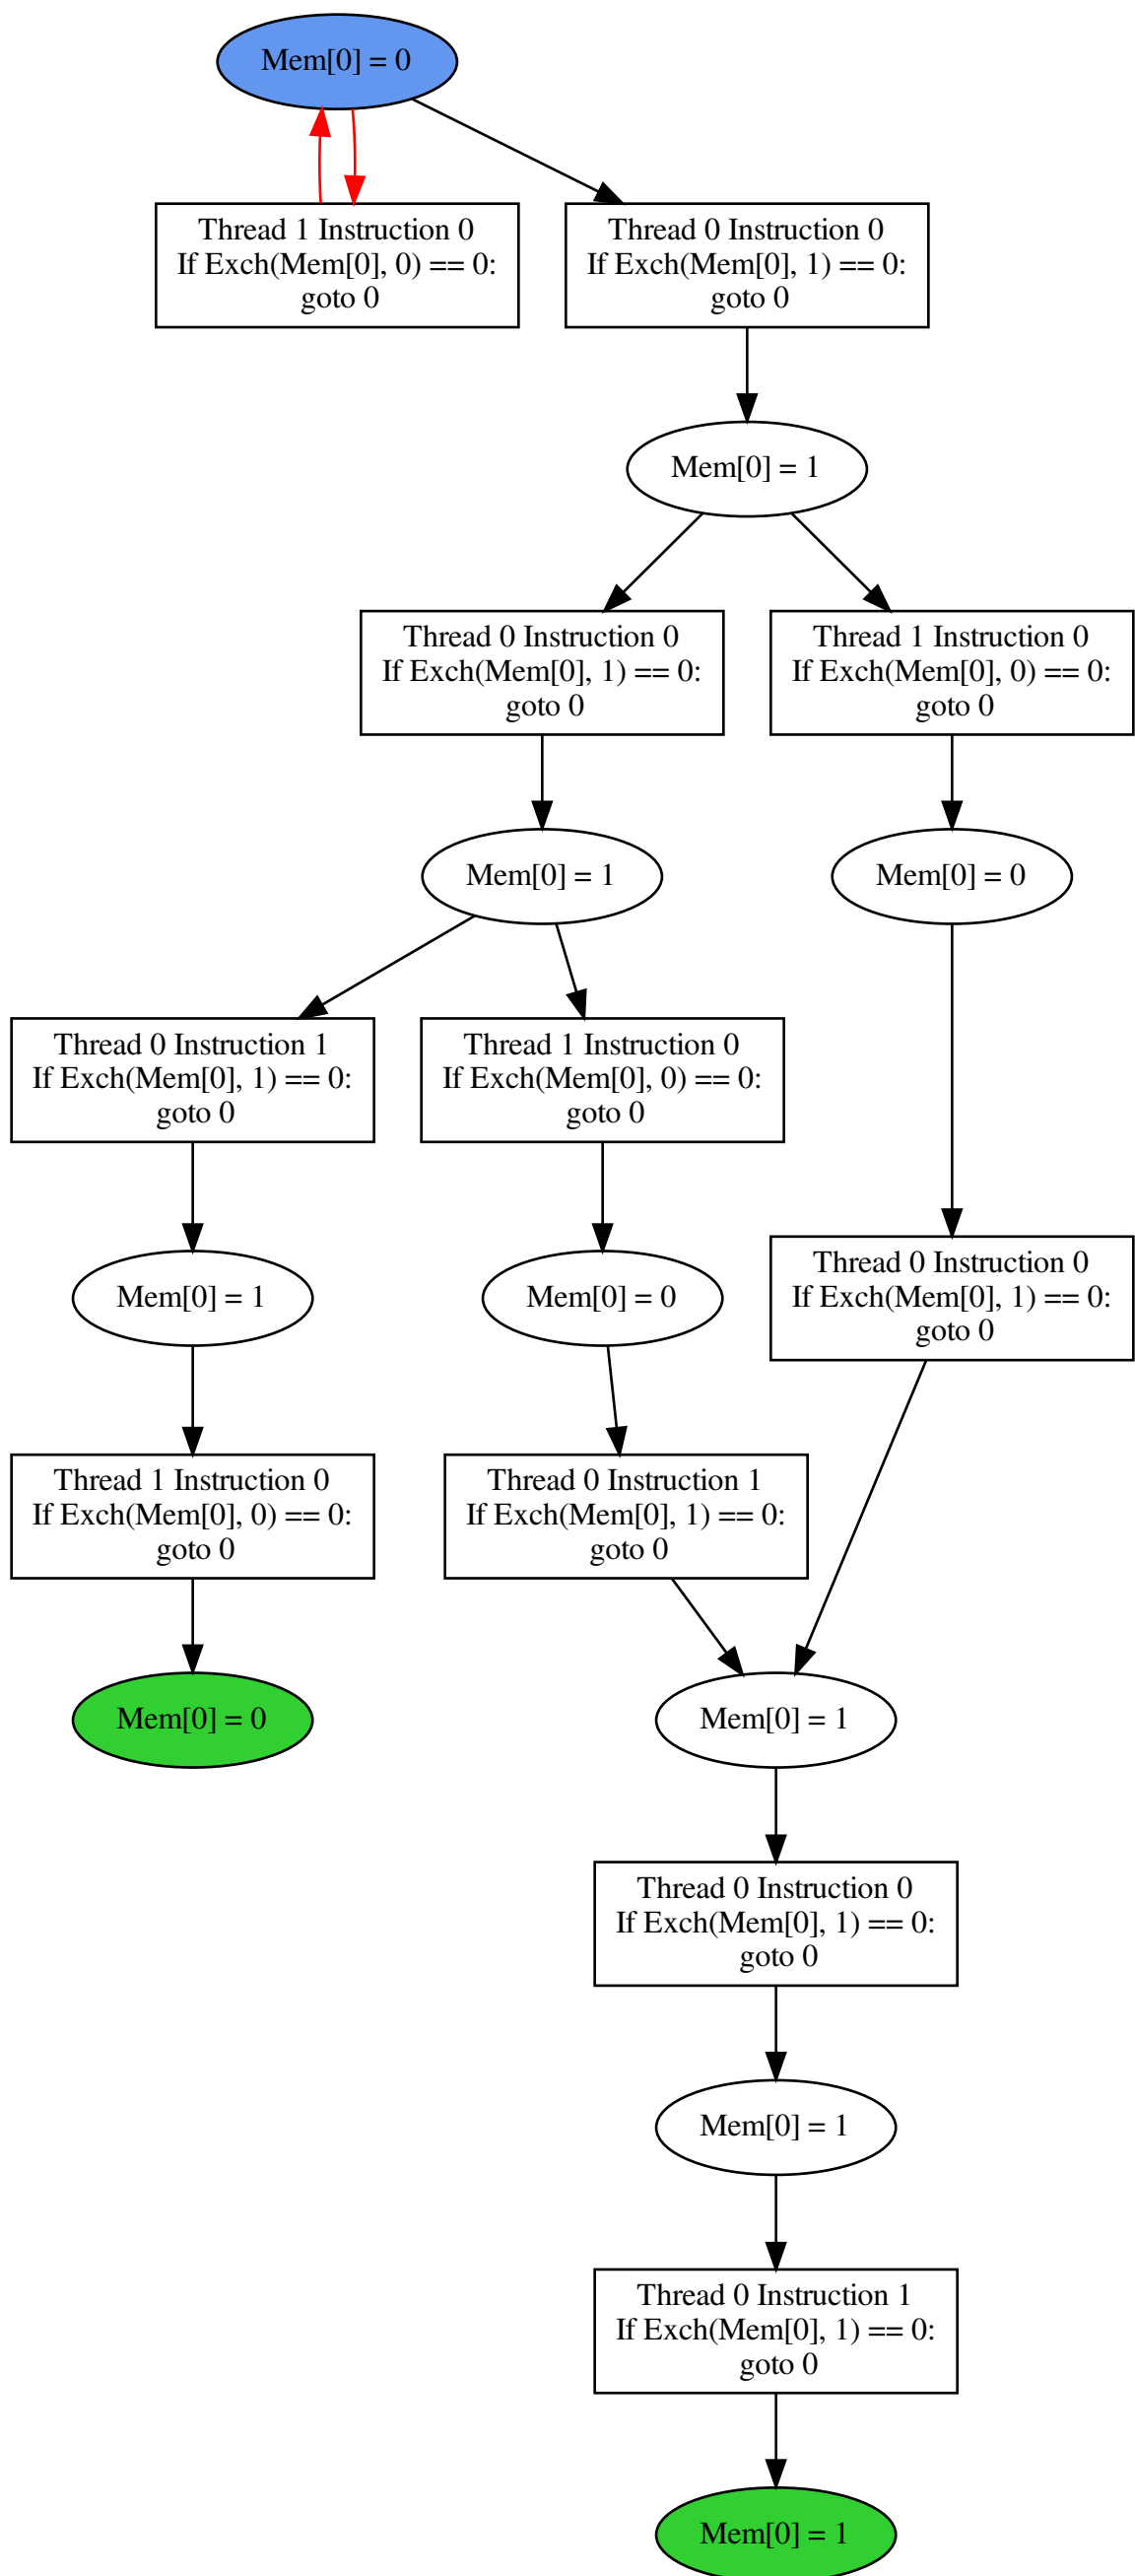 Mem[0] = 0
Thread 1 Instruction 0
If Exch(Mem[0], 0) == 0:
goto 0
Thread 0 Instruction 0
If Exch(Mem[0], 1) == 0:
goto 0
Mem[0] = 1
Thread 0 Instruction 0
If Exch(Mem[0], 1) == 0:
goto 0
Thread 1 Instruction 0
If Exch(Mem[0], 0) == 0:
goto 0
Mem[0] = 1
Mem[0] = 0
Thread 0 Instruction 1
If Exch(Mem[0], 1) == 0:
goto 0
Thread 1 Instruction 0
If Exch(Mem[0], 0) == 0:
goto 0
Mem[0] = 1
Mem[0] = 0
Thread 0 Instruction 0
If Exch(Mem[0], 1) == 0:
goto 0
Thread 1 Instruction 0
If Exch(Mem[0], 0) == 0:
goto 0
Thread 0 Instruction 1
If Exch(Mem[0], 1) == 0:
goto 0
Mem[0] = 0
Mem[0] = 1
Thread 0 Instruction 0
If Exch(Mem[0], 1) == 0:
goto 0
Mem[0] = 1
Thread 0 Instruction 1
If Exch(Mem[0], 1) == 0:
goto 0
Mem[0] = 1